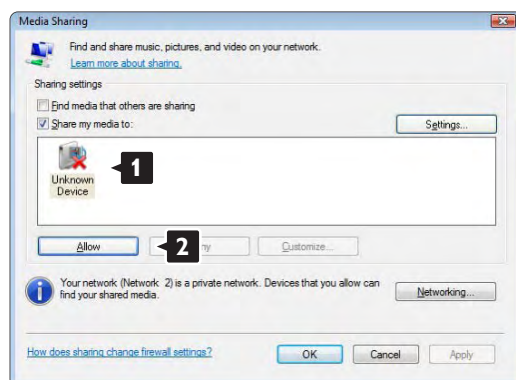 Media Sharing
Find and share music, pictures, and video on your network.
Learn more about sharing.
Sharing settings
Find media that others are sharing
Share my media to:
Settings...
Unknown
Device
1
Allow
2
Customize...
Your network (Network 2) is a private network. Devices that you allow can
find your shared media.
Networking...
How does sharing change firewall settings?
OK
Cancel
Apply